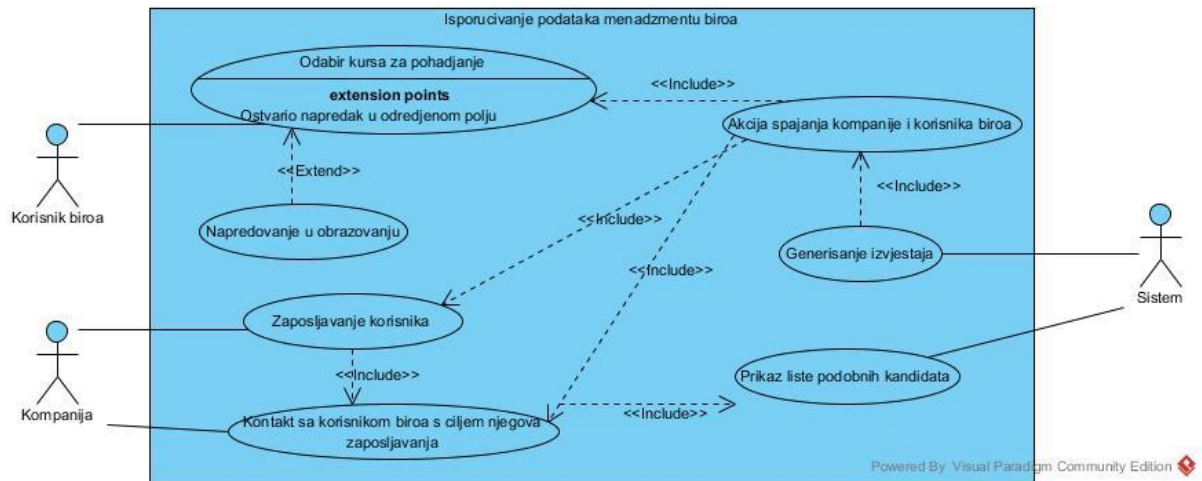 Isporucivanje podataka menadzmentu biroa
Odabir kursa za pohadjanje
extension points
Ostvario napredak u odredjenom polju
<<Include>>
Akcija spajanja kompanije i korisnika biroa
<<Extend>>
<<Include>>
Korisnik biroa
Napredovanje u obrazovanju
<<Include>>
Generisanje izvjestaja
<<Include>>
Sistem
Zaposljavanje korisnika
<<Include>>
Prikaz liste podobnih kandidata
Kompanija
Kontakt sa korisnikom biroa s ciljem njegova
zaposljavanja
<<Include>>
Powered By Visual Paradigm Community Edition